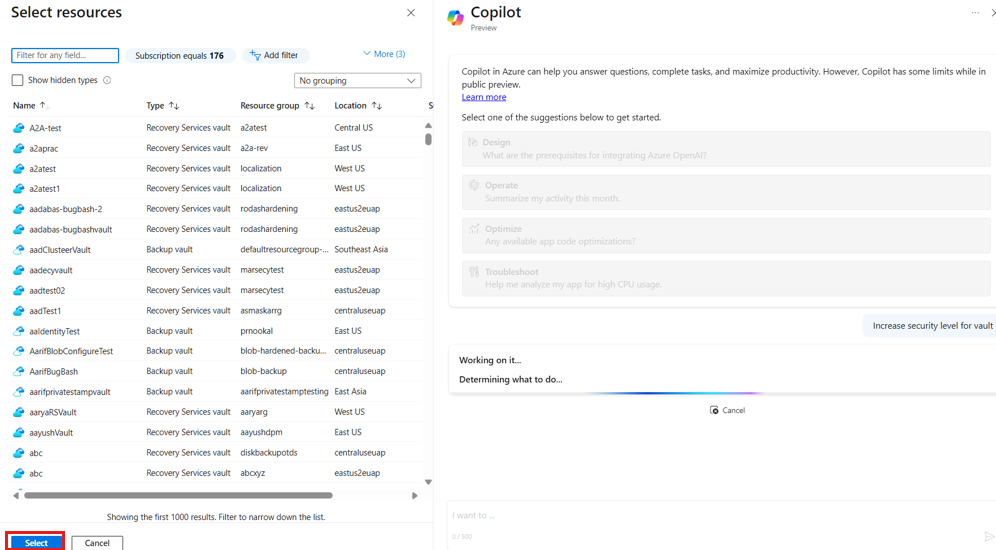 Select resources
Filter for any field...
Subscription equals 176
Add filter
More (3)
Show hidden types
No grouping
Name Type Resource group Location S
A2A-test Recovery Services vault a2atest Central US
a2aprac Recovery Services vault a2a-rev East US
a2atest Recovery Services vault localization West US
a2atest1 Recovery Services vault localization West US
aadabas-bugbash-2 Recovery Services vault rodashardening eastus2euap
aadabas-bugbashvault Recovery Services vault rodashardening eastus2euap
aadClusteerVault Backup vault defaultresourcegroup-... Southeast Asia
aadecyvault Recovery Services vault marsecytest eastus2euap
aadtest02 Recovery Services vault marsecytest eastus2euap
aadTest1 Recovery Services vault asmaskarrg centraluseuap
aaIdentityTest Backup vault prnookal East US
AarifBlobConfigureTest Backup vault blob-hardened-backu... centraluseuap
AarifBugBash Backup vault blob-backup centraluseuap
aarifprivatestampvault Backup vault aarifprivatestamptesting East Asia
aaryaRSVault Recovery Services vault aaryarg West US
aayushVault Recovery Services vault aayushdpm East US
abc Recovery Services vault diskbackupotds centraluseuap
abc Recovery Services vault abcxyz eastus2euap
Showing the first 1000 results. Filter to narrow down the list.
Select
Cancel
Copilot
Preview
Copilot in Azure can help you answer questions, complete tasks, and maximize productivity. However, Copilot has some limits while in
public preview.
Learn more
Select one of the suggestions below to get started.
Design
What are the prerequisites for integrating Azure OpenAI?
Operate
Summarize my activity this month.
Optimize
Any available app code optimizations?
Troubleshoot
Help me analyze my app for high CPU usage.
Increase security level for vault
Working on it...
Determining what to do...
Cancel
I want to ...
0 / 500